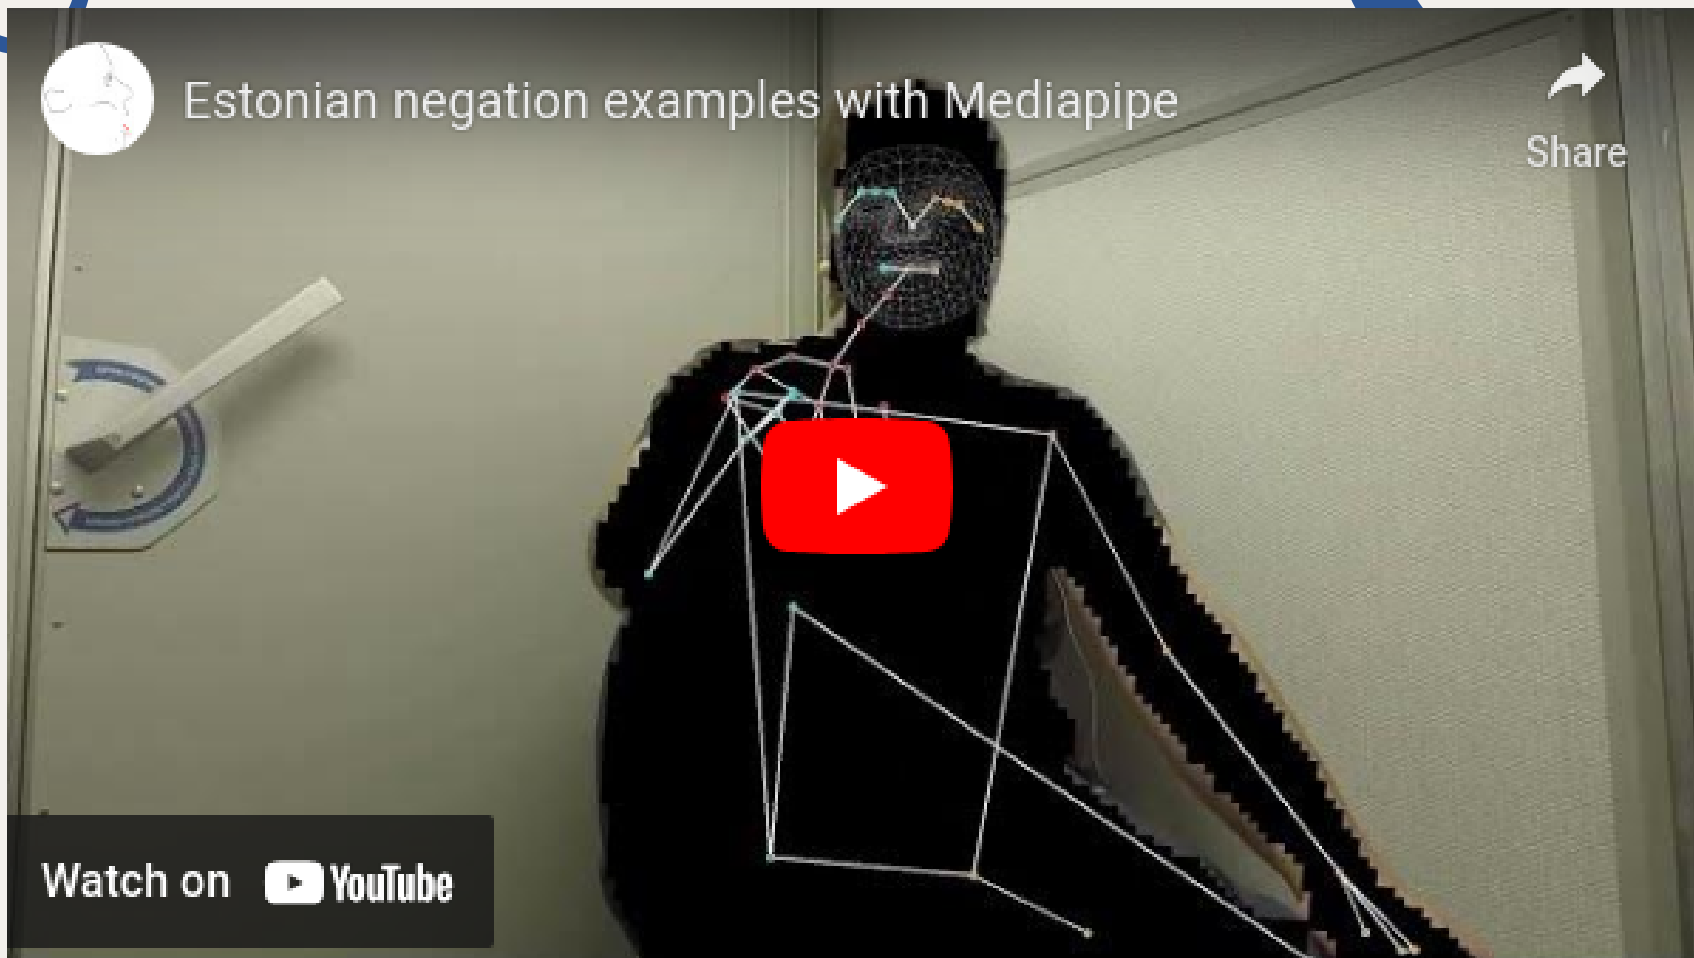 Estonian negation examples with Mediapipe
Share
Watch on YouTube